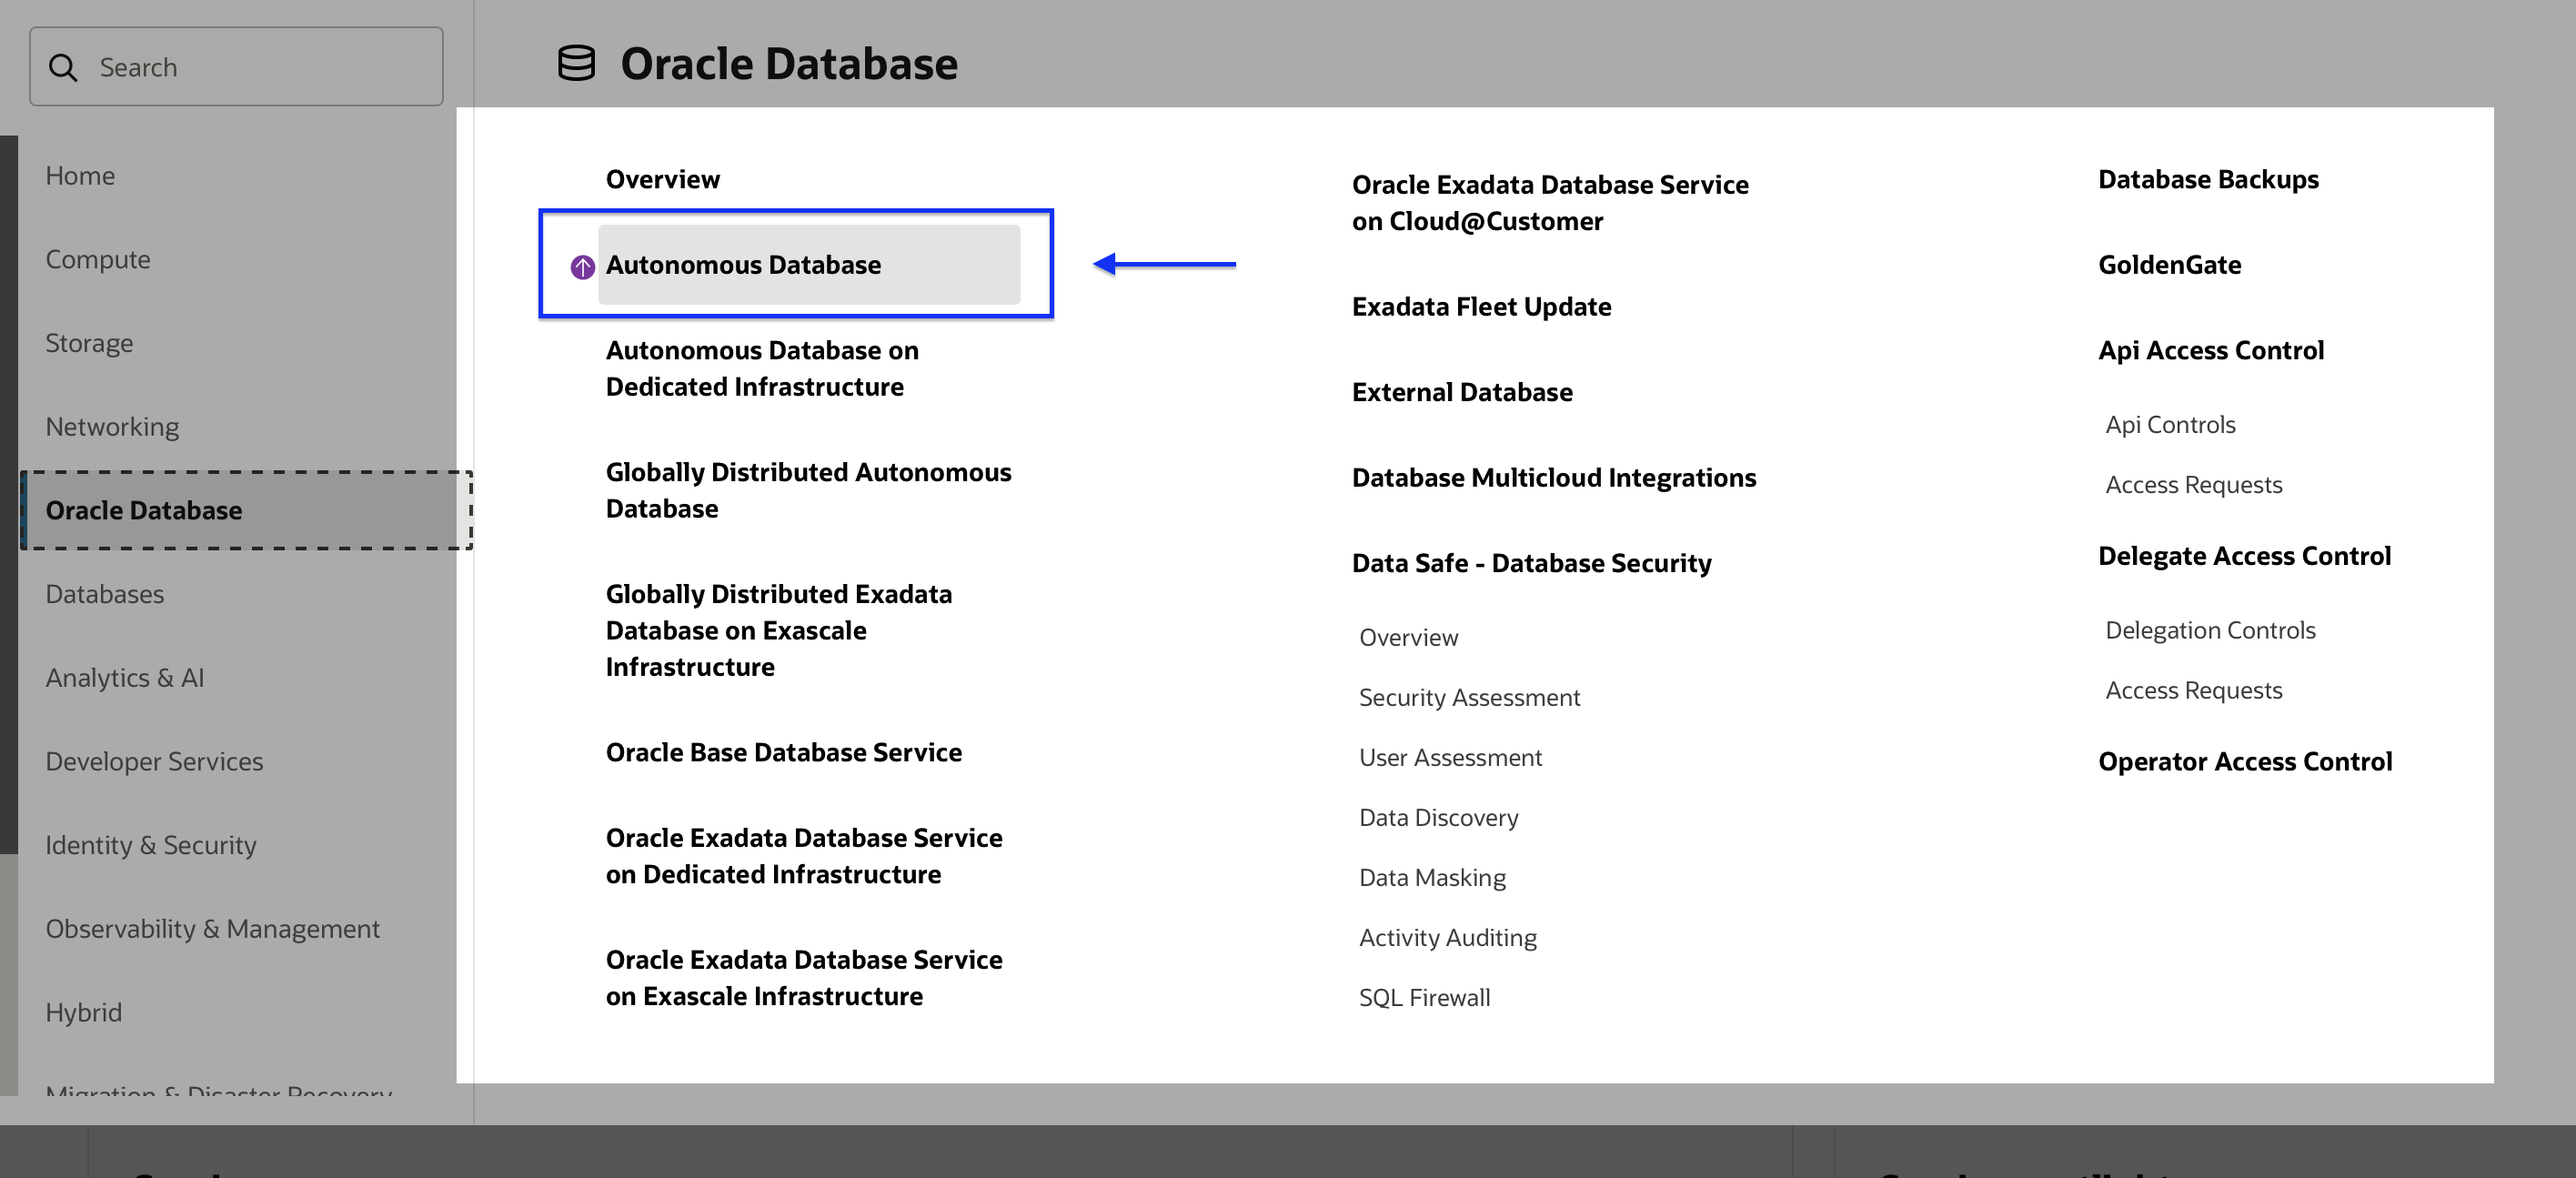 Search
Home
Compute
Storage
Networking
Oracle Database
Databases
Analytics & AI
Developer Services
Identity & Security
Observability & Management
Hybrid
Migration & Disaster Recovery
Oracle Database
Overview
Autonomous Database
Autonomous Database on
Dedicated Infrastructure
Globally Distributed Autonomous
Database
Globally Distributed Exadata
Database on Exascale
Infrastructure
Oracle Base Database Service
Oracle Exadata Database Service
on Dedicated Infrastructure
Oracle Exadata Database Service
on Exascale Infrastructure
Oracle Exadata Database Service
on Cloud@Customer
Exadata Fleet Update
External Database
Database Multicloud Integrations
Data Safe - Database Security
Overview
Security Assessment
User Assessment
Data Discovery
Data Masking
Activity Auditing
SQL Firewall
Database Backups
GoldenGate
Api Access Control
Api Controls
Access Requests
Delegate Access Control
Delegation Controls
Access Requests
Operator Access Control